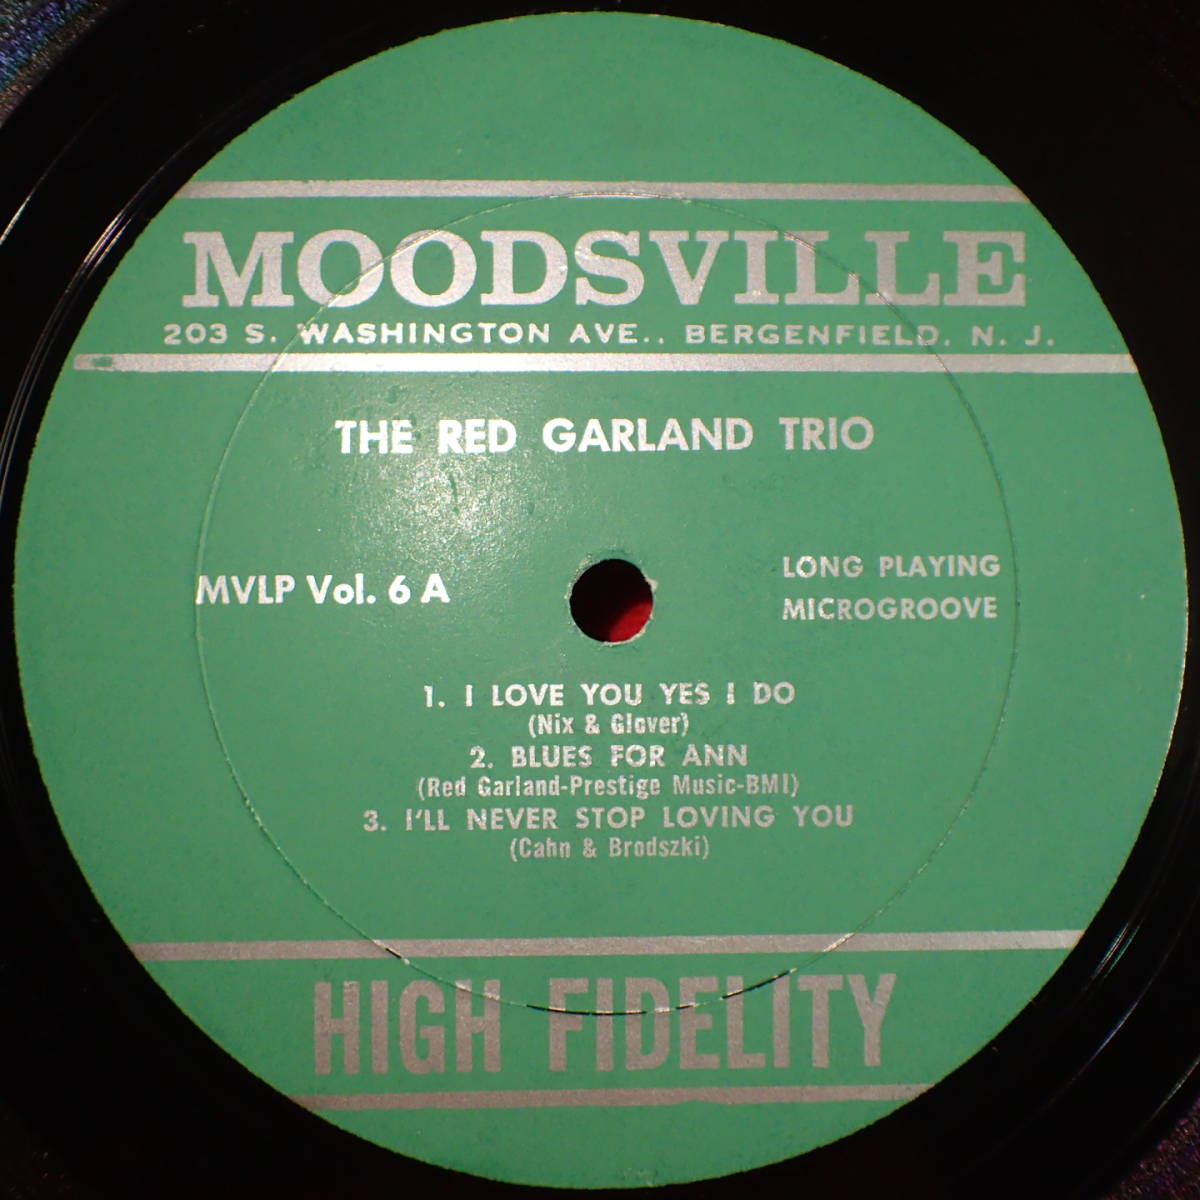 MOODSVILLE
203 S. WASHINGTON AVE., BERGENFIELD, N. J.
THE RED GARLAND TRIO
MVLP Vol. 6 A
LONG PLAYING
MICROGROOVE
1. I LOVE YOU YES I DO
(Nix & Glover)
2. BLUES FOR ANN
(Red Garland-Prestige Music-BMI)
3. I'LL NEVER STOP LOVING YOU
(Cahn & Brodszki)
HIGH FIDELITY